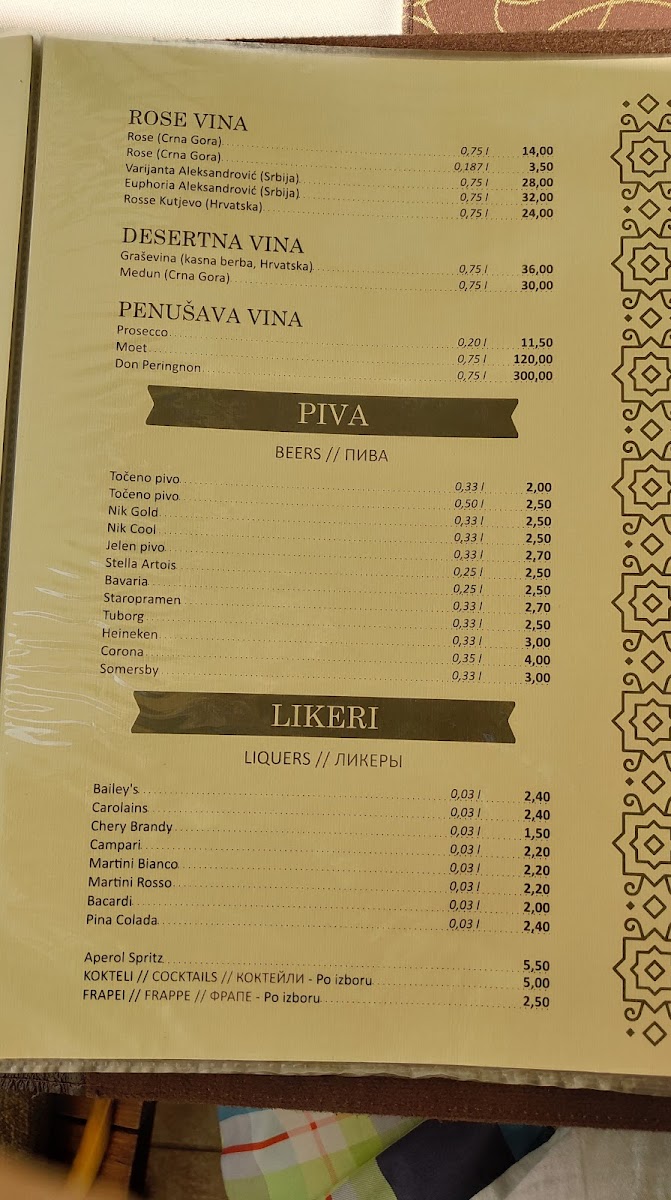 ROSE VINA
Rose (Crna Gora) 0,75 l 14,00
Rose (Crna Gora) 0,187 l 3,50
Varijanta Aleksandrović (Srbija) 0,75 l 28,00
Euphoria Aleksandrović (Srbija) 0,75 l 32,00
Rosse Kutjevo (Hrvatska) 0,75 l 24,00
DESERTNA VINA
Graševina (kasna berba, Hrvatska) 0,75 l 36,00
Medun (Crna Gora) 0,75 l 30,00
PENUŠAVA VINA
Prosecco 0,20 l 11,50
Moet 0,75 l 120,00
Don Peringnon 0,75 l 300,00
PIVA
BEERS // ПИВА
Točeno pivo 0,33 l 2,00
Točeno pivo 0,50 l 2,50
Nik Gold 0,33 l 2,50
Nik Cool 0,33 l 2,50
Jelen pivo 0,33 l 2,70
Stella Artois 0,25 l 2,50
Bavaria 0,25 l 2,50
Staropramen 0,33 l 2,70
Tuborg 0,33 l 2,50
Heineken 0,33 l 3,00
Corona 0,35 l 4,00
Somersby 0,33 l 3,00
LIKERI
LIQUERS // ЛИКЕРЫ
Bailey's 0,03 l 2,40
Carolains 0,03 l 2,40
Chery Brandy 0,03 l 1,50
Campari 0,03 l 2,20
Martini Bianco 0,03 l 2,20
Martini Rosso 0,03 l 2,20
Bacardi 0,03 l 2,00
Pina Colada 0,03 l 2,40
Aperol Spritz 5,50
KOKTELI // COCKTAILS // КОКТЕЙЛИ - Po izboru 5,00
FRAPEI // FRAPPE // ФРАПЕ - Po izboru 2,50